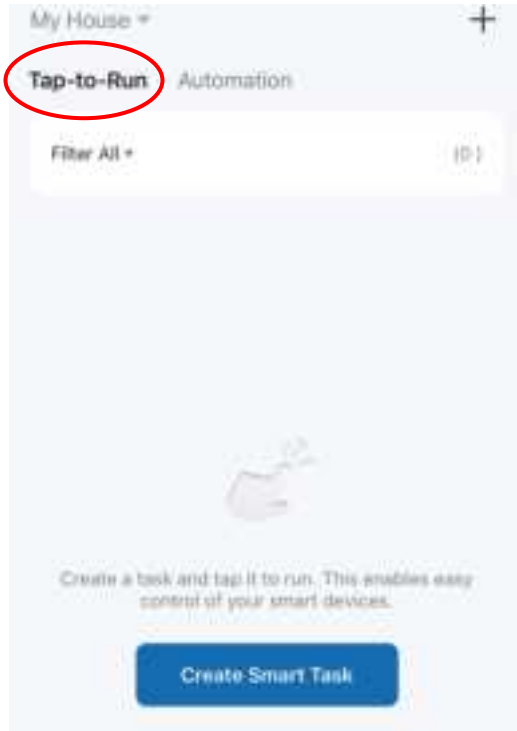 My House
+
Tap-to-Run Automation
Filter All (0)
Create a task and tap it to run. This enables easy
control of your smart devices.
Create Smart Task